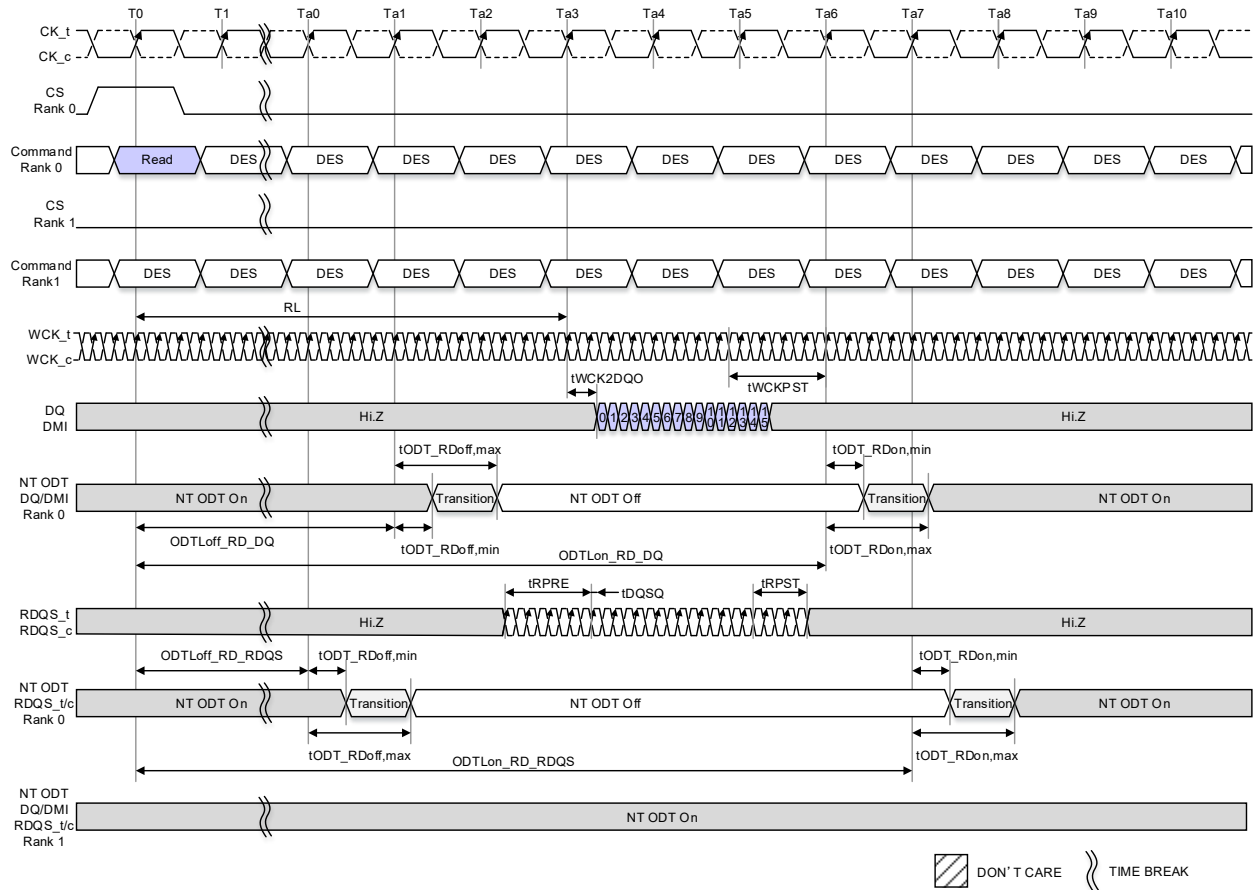 T0 T1 Ta0 Ta1 Ta2 Ta3 Ta4 Ta5 Ta6 Ta7 Ta8 Ta9 Ta10
CK_t
CK_c
CS
Rank 0
Command
Rank 0
Read DES DES DES DES DES DES DES DES DES DES DES DES
CS
Rank 1
Command
Rank1
DES DES DES DES DES DES DES DES DES DES DES DES DES
RL
WCK_t
WCK_c
tWCK2DQO
tWCKPST
DQ
DMI
Hi.Z 0 1 2 3 4 5 6 7 8 9 10 11 12 13 14 15 Hi.Z
tODT_RDoff,max
tODT_RDon,min
NT ODT
DQ/DMI
Rank 0
NT ODT On Transition NT ODT Off Transition NT ODT On
ODTLoff_RD_DQ
tODT_RDoff,min
ODTLon_RD_DQ
tODT_RDon,max
tRPRE
tDQSQ
tRPST
RDQS_t
RDQS_c
Hi.Z Hi.Z
ODTLoff_RD_RDQS
tODT_RDoff,min
tODT_RDon,min
NT ODT
RDQS_t/c
Rank 0
NT ODT On Transition NT ODT Off Transition NT ODT On
tODT_RDoff,max
ODTLon_RD_RDQS
tODT_RDon,max
NT ODT
DQ/DMI
RDQS_t/c
Rank 1
NT ODT On
DON'T CARE
TIME BREAK